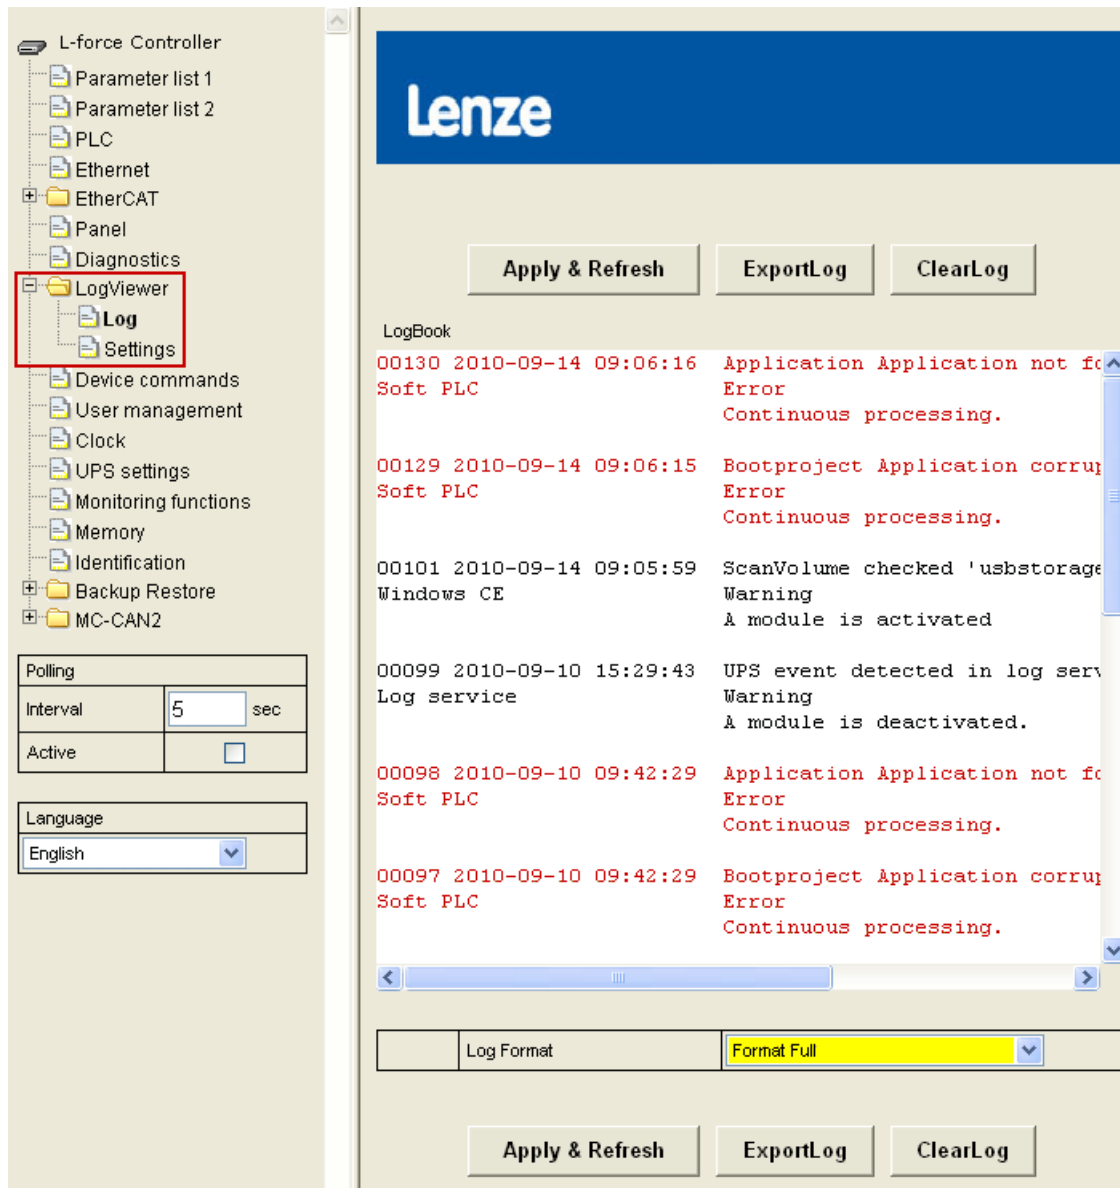 L-force Controller
Parameter list 1
Parameter list 2
PLC
Ethernet
EtherCAT
Panel
Diagnostics
LogViewer
Log
Settings
Device commands
User management
Clock
UPS settings
Monitoring functions
Memory
Identification
Backup Restore
MC-CAN2
Polling
Interval 5 sec
Active
Language
English
Lenze
Apply & Refresh ExportLog ClearLog
LogBook
00130 2010-09-14 09:06:16 Application Application not
Soft PLC Error
Continuous processing.
00129 2010-09-14 09:06:15 Bootproject Application
Soft PLC Error
Continuous processing.
00101 2010-09-14 09:05:59 ScanVolume checked 'usbstorage
Windows CE Warning
A module is activated
00099 2010-09-10 15:29:43 UPS event detected in log
Log service Warning
A module is deactivated.
00098 2010-09-10 09:42:29 Application Application not
Soft PLC Error
Continuous processing.
00097 2010-09-10 09:42:29 Bootproject Application
Soft PLC Error
Continuous processing.
Log Format Format Full
Apply & Refresh ExportLog ClearLog